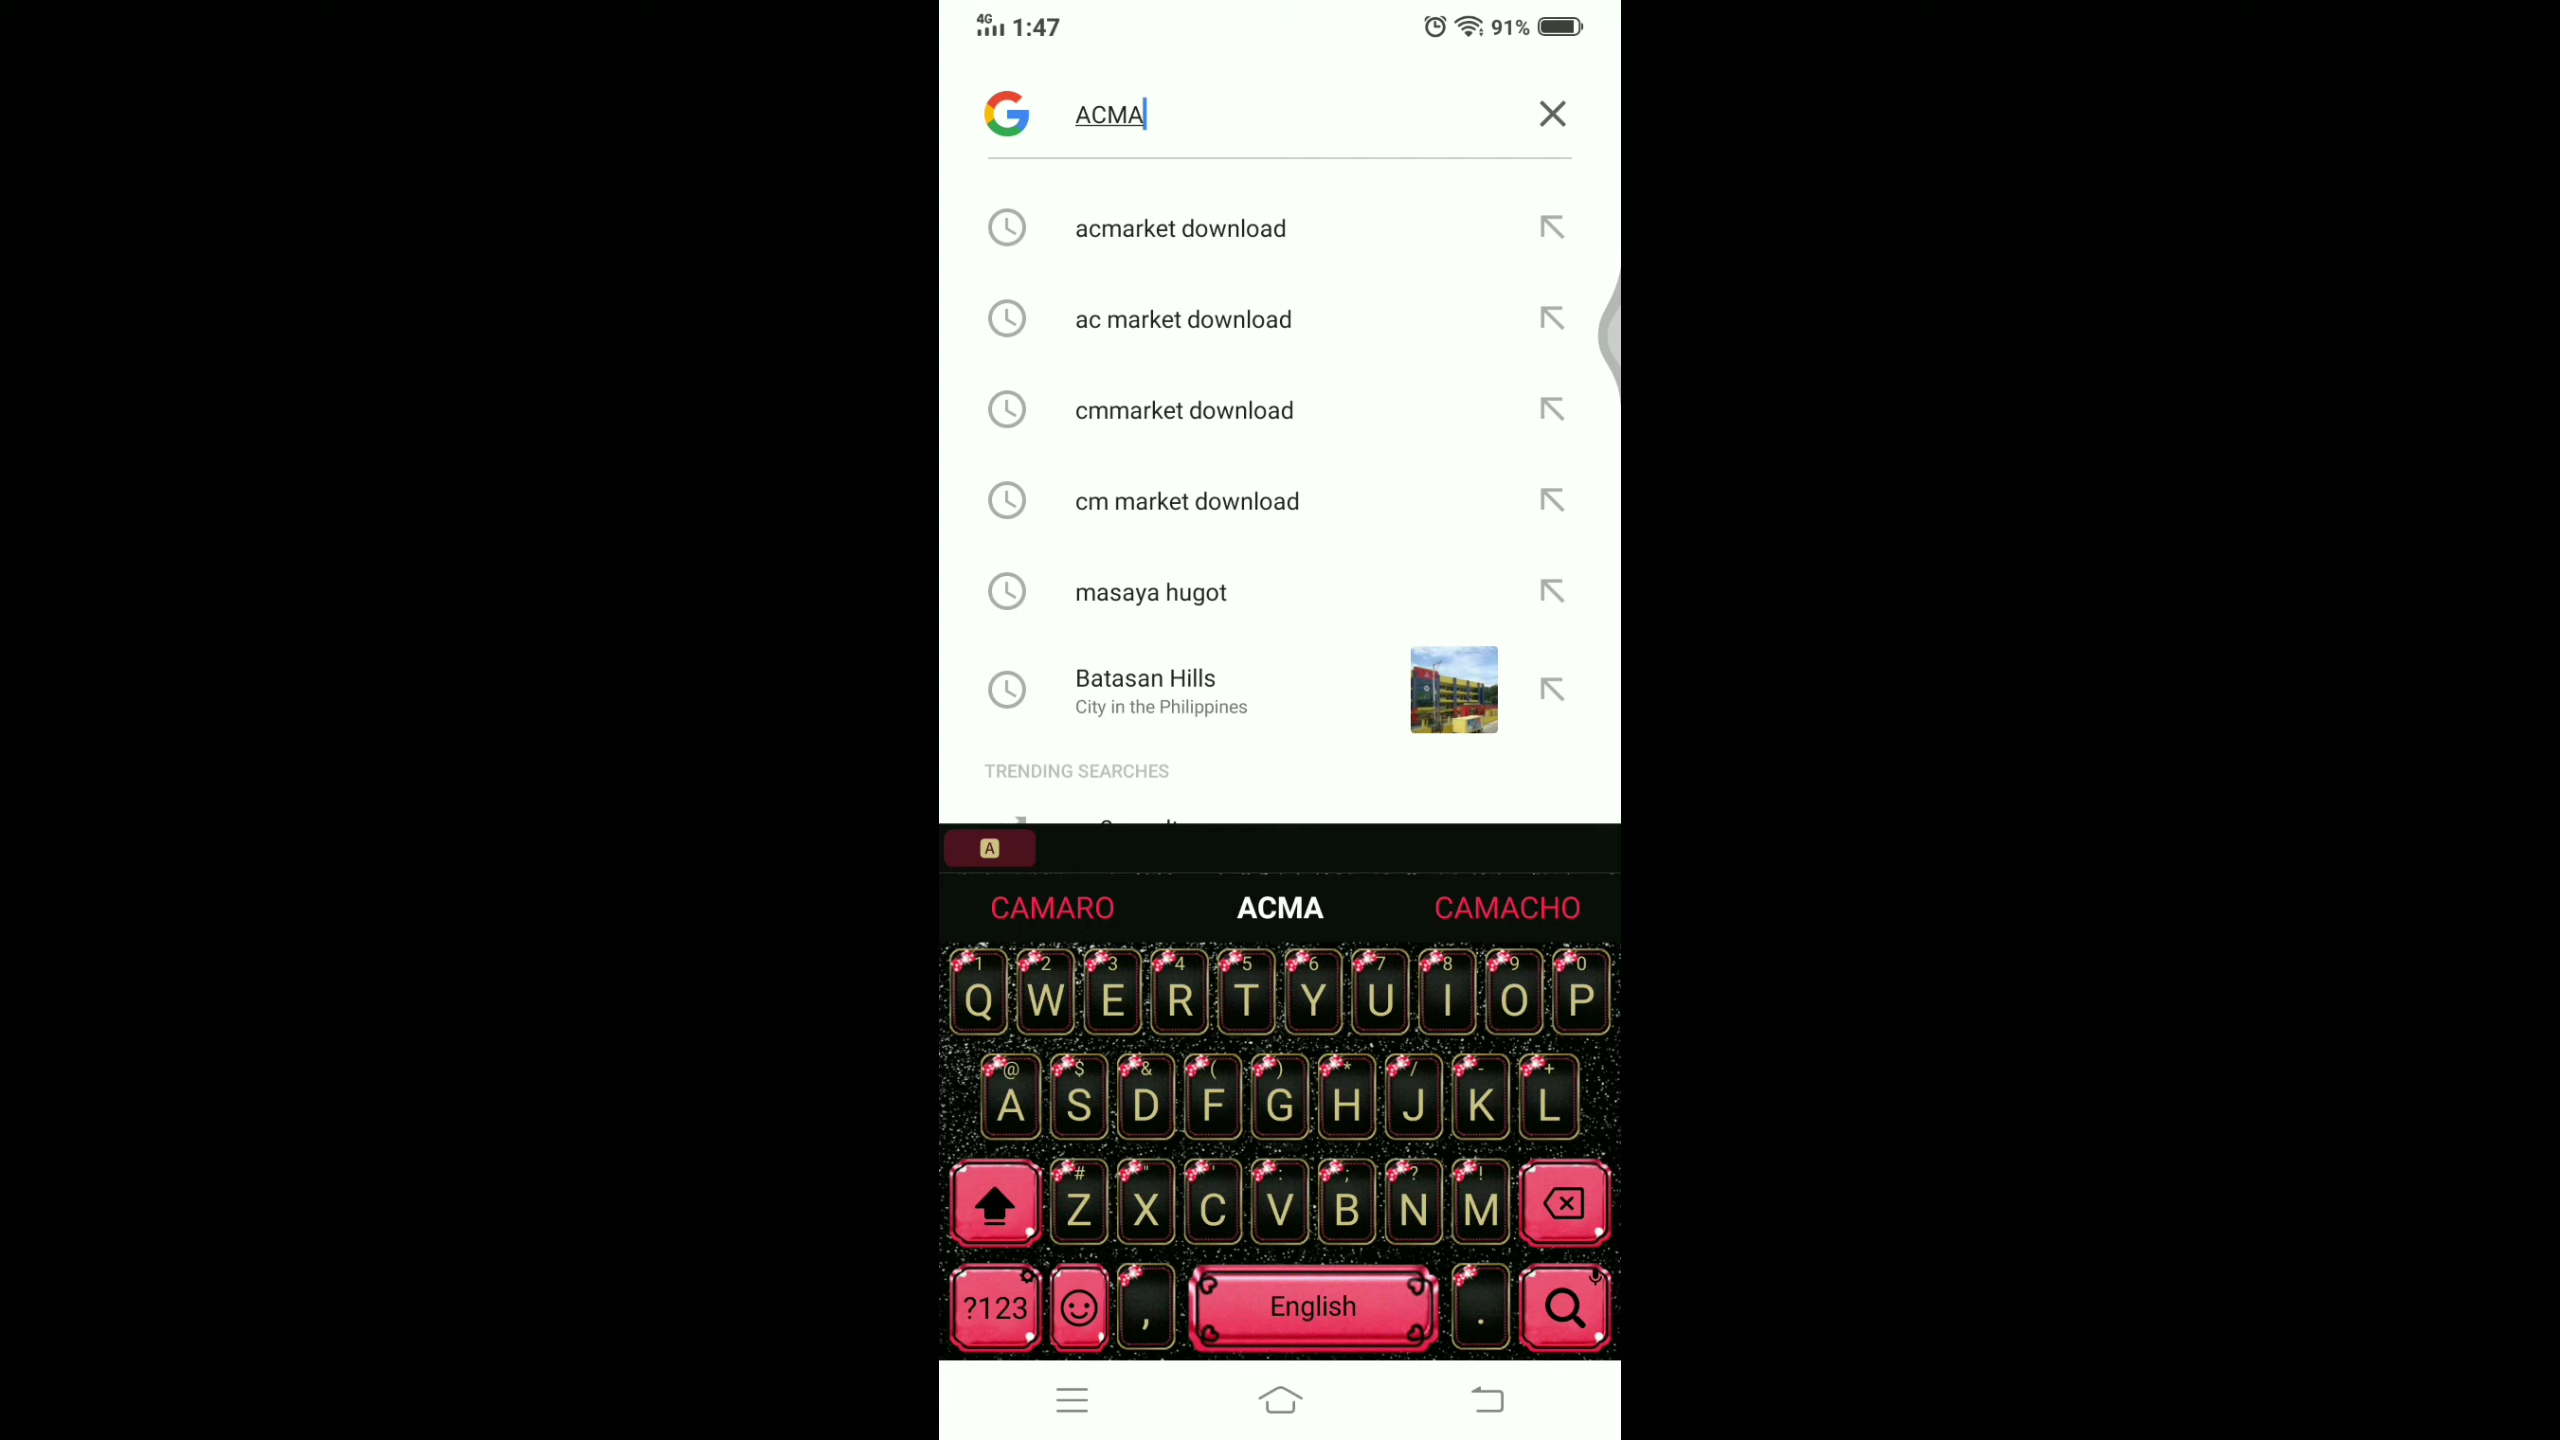 4G 1:47 91%
ACMA
acmarket download
ac market download
cmmarket download
cm market download
masaya hugot
Batasan Hills
City in the Philippines
TRENDING SEARCHES
A
CAMARO ACMA CAMACHO
1 2 3 4 5 6 7 8 9 0
Q W E R T Y U I O P
@ $ & ( ) * / - +
A S D F G H J K L
# " ' : ; ? !
Z X C V B N M
?123 , English .